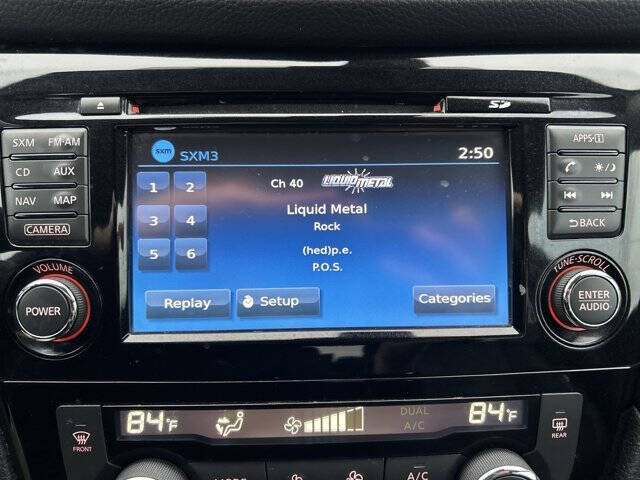 SD
SXM FM·AM
CD AUX
NAV MAP
CAMERA
VOLUME
POWER
sxm SXM3 2:50
1 2
3 4
5 6
Ch 40 LIQUID METAL
Liquid Metal
Rock
(hed)p.e.
P.O.S.
Replay Setup Categories
APPS·i
BACK
TUNE·SCROLL
ENTER
AUDIO
FRONT
84°F
DUAL
A/C
84°F
REAR
MODE
A/C